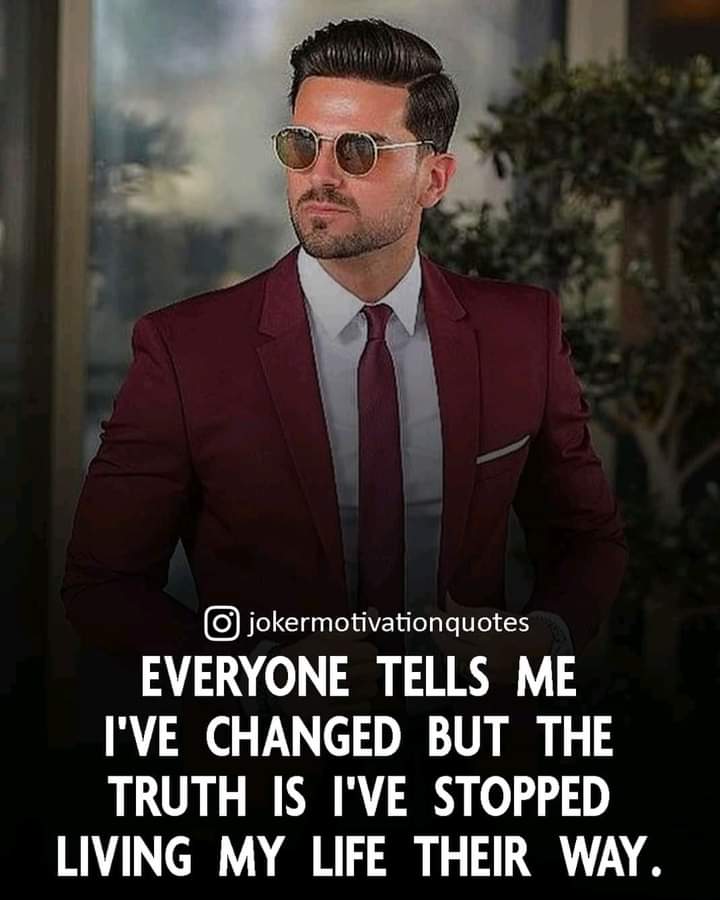 jokermotivationquotes
EVERYONE TELLS ME
I'VE CHANGED BUT THE
TRUTH IS I'VE STOPPED
LIVING MY LIFE THEIR WAY.